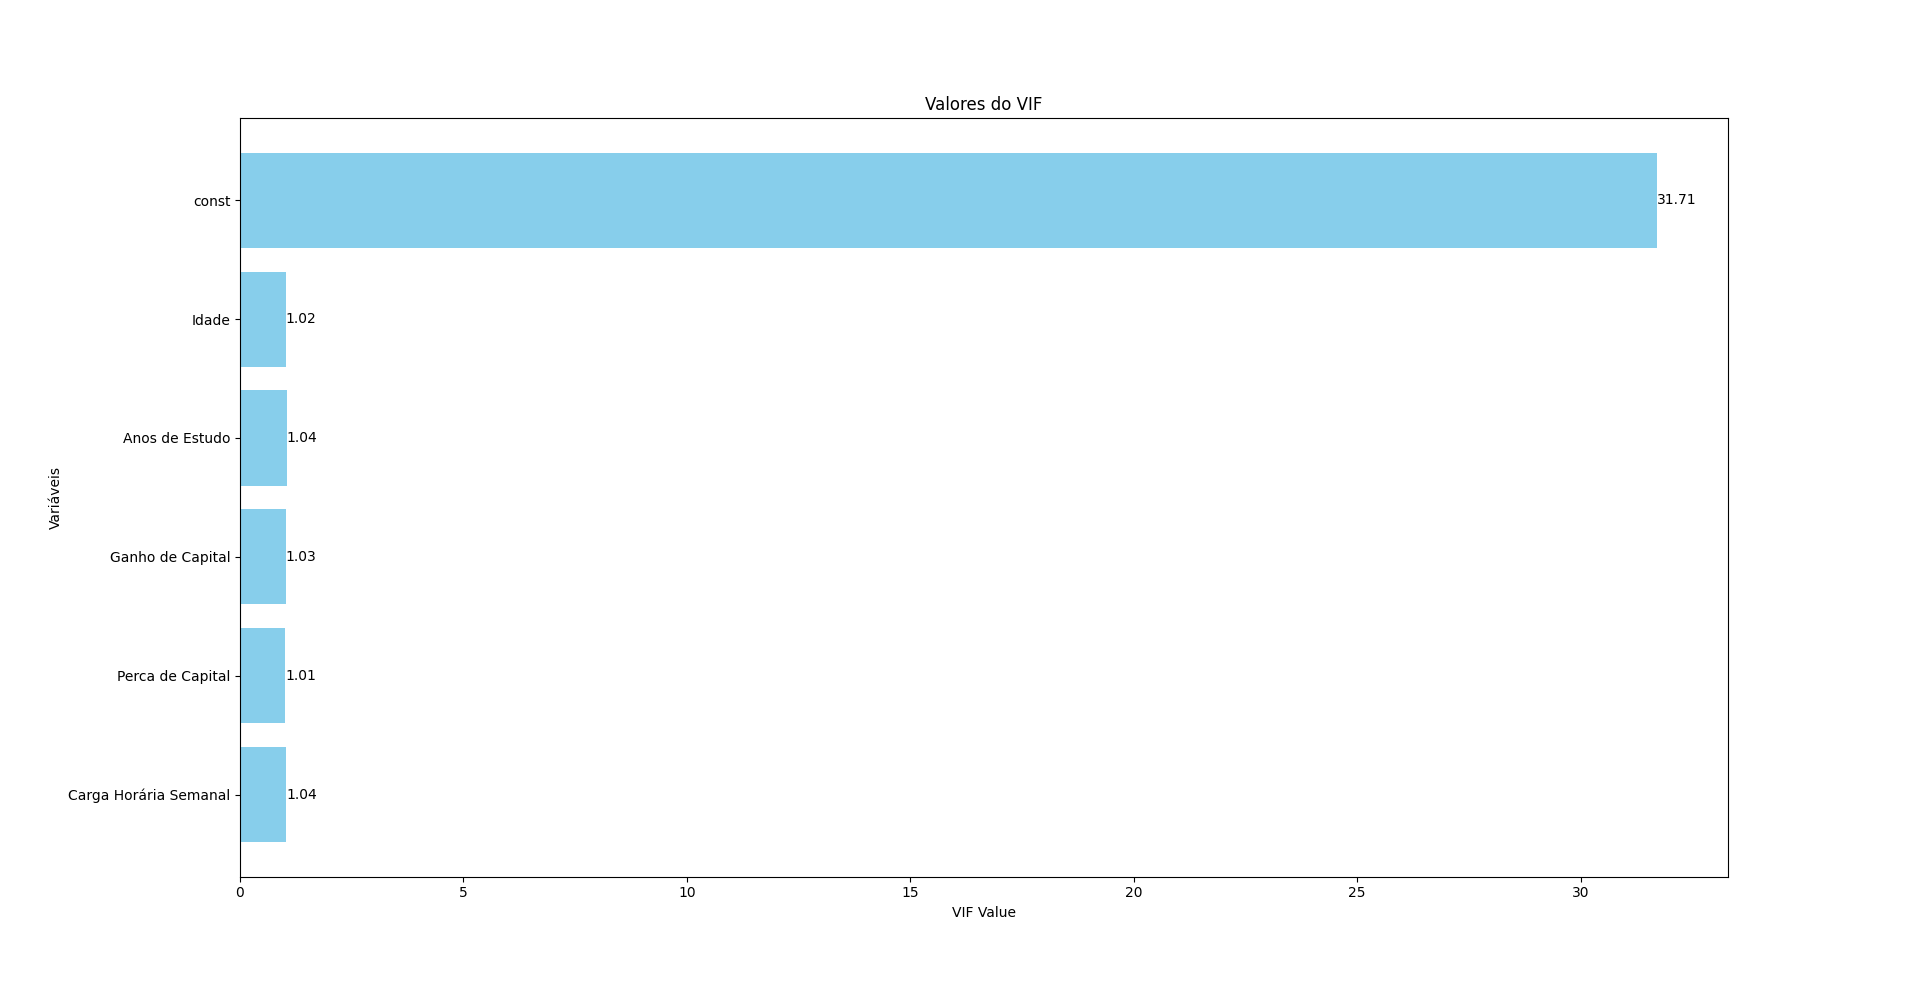 Valores do VIF
const
31.71
Idade
1.02
Anos de Estudo
1.04
Ganho de Capital
1.03
Perca de Capital
1.01
Carga Horária Semanal
1.04
Variáveis
0 5 10 15 20 25 30
VIF Value